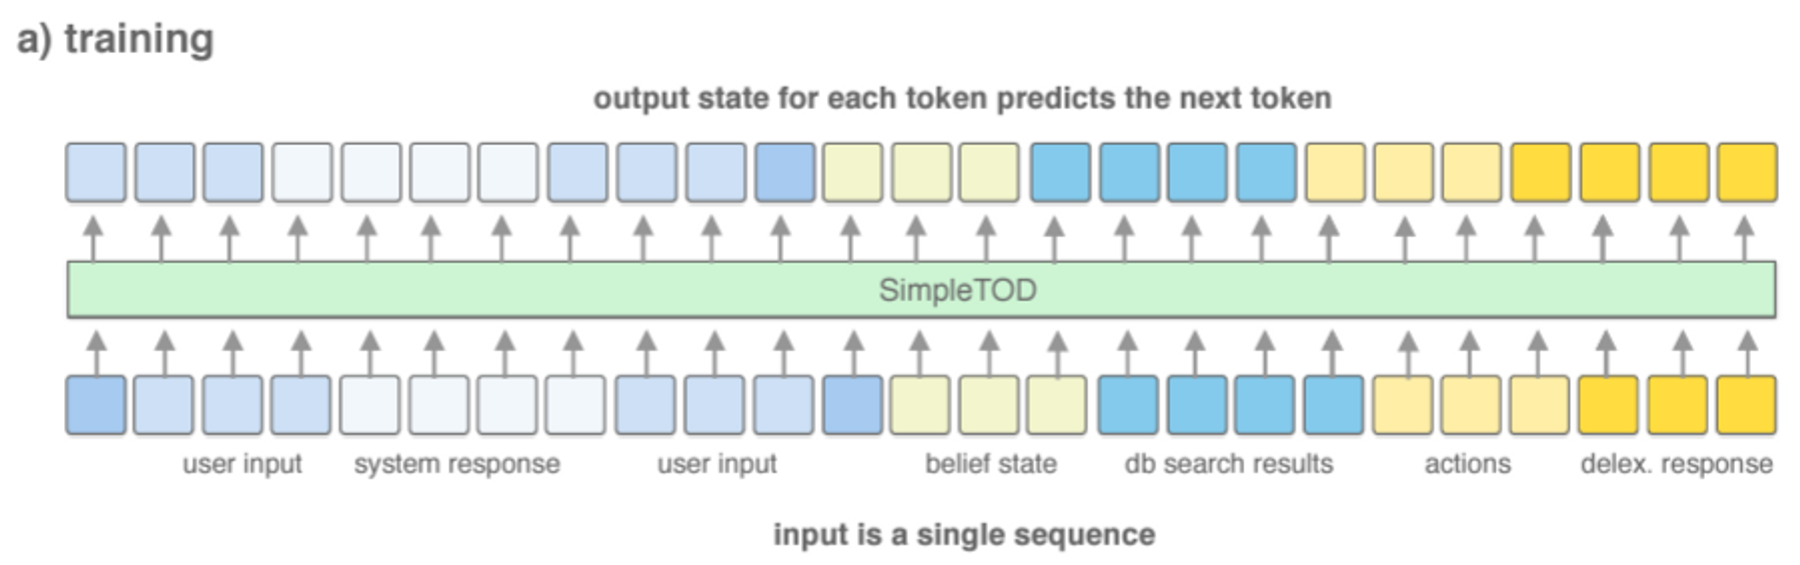 a) training
output state for each token predicts the next token
SimpleTOD
user input system response user input belief state db search results actions delex. response
input is a single sequence